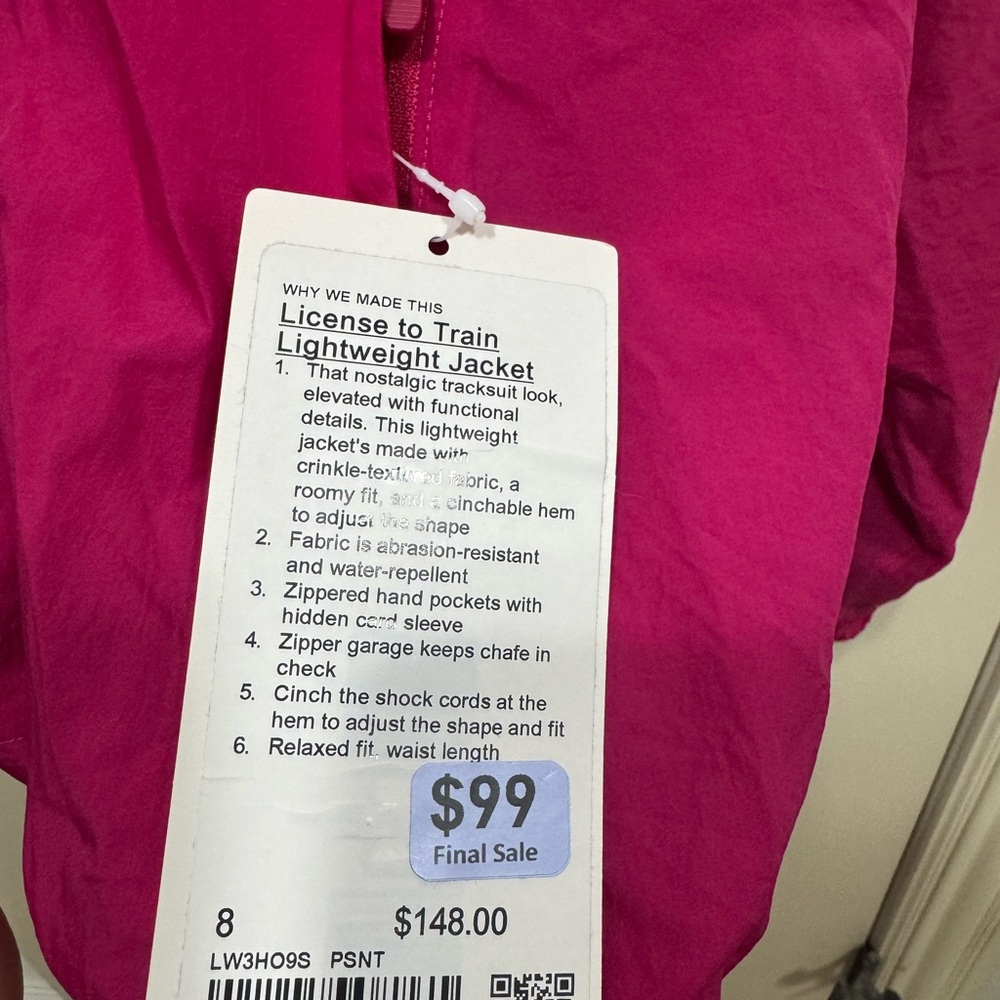 WHY WE MADE THIS
License to Train
Lightweight Jacket
1. That nostalgic tracksuit look,
elevated with functional
details. This lightweight
jacket's made with
crinkle-textured fabric, a
roomy fit, and a cinchable hem
to adjust the shape
2. Fabric is abrasion-resistant
and water-repellent
3. Zippered hand pockets with
hidden card sleeve
4. Zipper garage keeps chafe in
check
5. Cinch the shock cords at the
hem to adjust the shape and fit
6. Relaxed fit, waist length
$99
Final Sale
8 $148.00
LW3HO9S PSNT